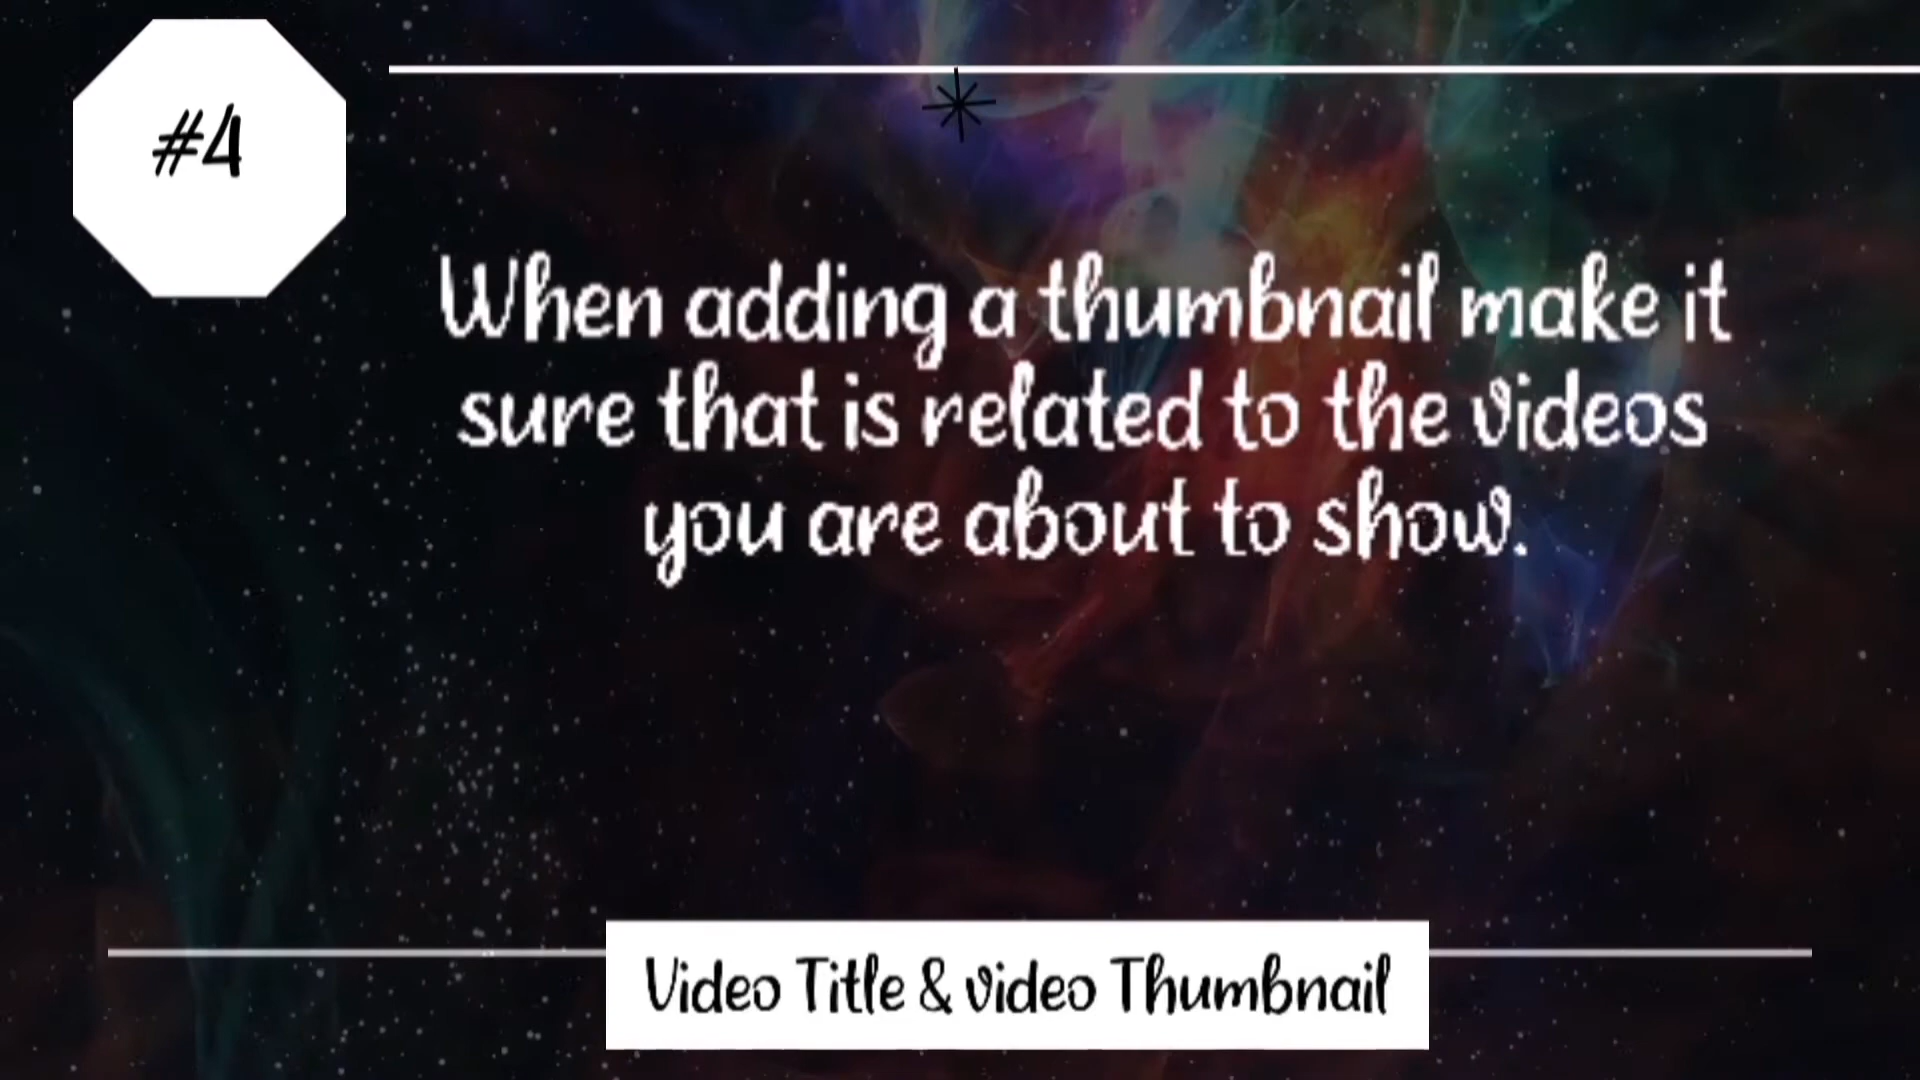 #4
When adding a thumbnail make it
sure that is related to the videos
you are about to show.
Video Title & video Thumbnail